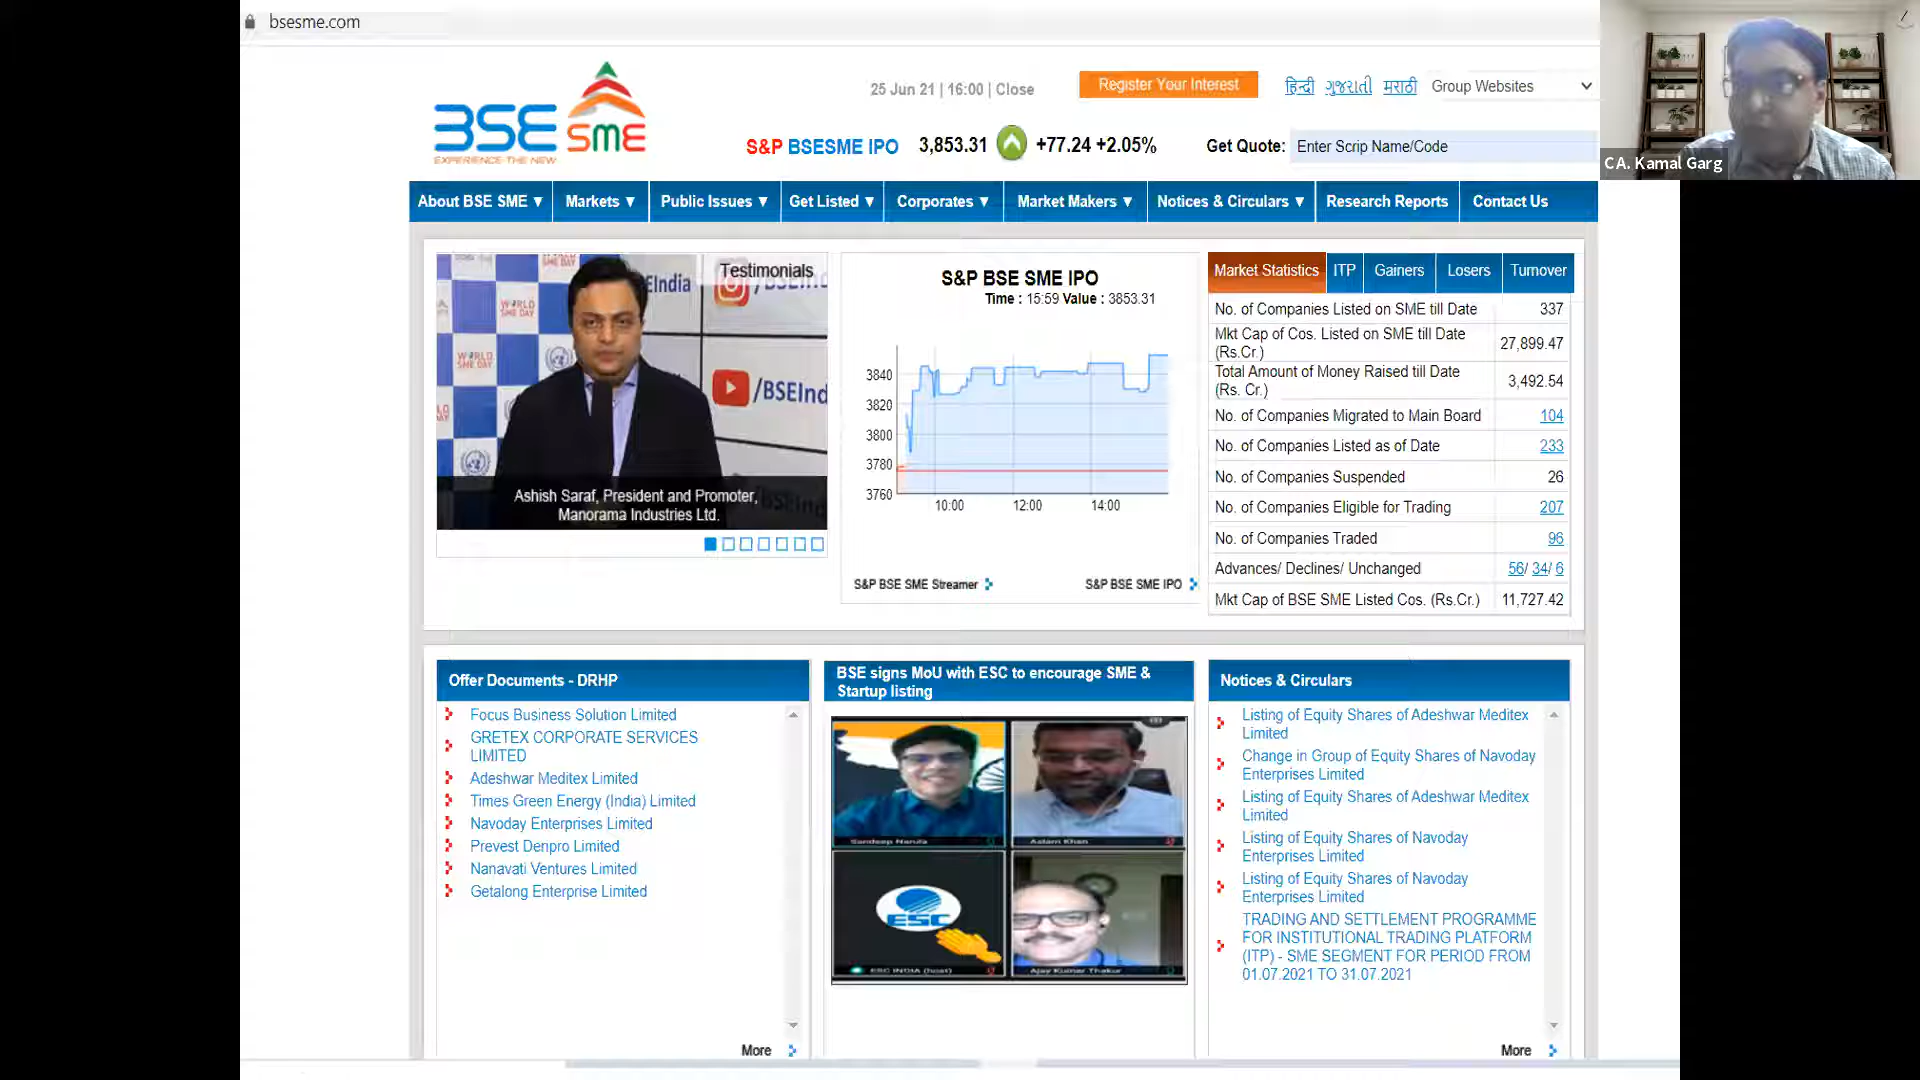 bsesme.com
BSE SME
EXPERIENCE THE NEW
25 Jun 21 | 16:00 | Close
Register Your Interest
हिन्दी ગુજરાતી मराठी
Group Websites
S&P BSESME IPO 3,853.31 +77.24 +2.05%
Get Quote: Enter Scrip Name/Code
CA. Kamal Garg
About BSE SME ▼ Markets ▼ Public Issues ▼ Get Listed ▼ Corporates ▼ Market Makers ▼ Notices & Circulars ▼ Research Reports Contact Us
Testimonials
EIndia
WORLD
SME DAY
/BSEInd
Ashish Saraf, President and Promoter,
Manorama Industries Ltd.
S&P BSE SME IPO
Time : 15:59 Value : 3853.31
3840
3820
3800
3780
3760
10:00 12:00 14:00
S&P BSE SME Streamer S&P BSE SME IPO
Market Statistics ITP Gainers Losers Turnover
No. of Companies Listed on SME till Date 337
Mkt Cap of Cos. Listed on SME till Date
(Rs.Cr.) 27,899.47
Total Amount of Money Raised till Date
(Rs. Cr.) 3,492.54
No. of Companies Migrated to Main Board 104
No. of Companies Listed as of Date 233
No. of Companies Suspended 26
No. of Companies Eligible for Trading 207
No. of Companies Traded 96
Advances/ Declines/ Unchanged 56/ 34/ 6
Mkt Cap of BSE SME Listed Cos. (Rs.Cr.) 11,727.42
Offer Documents - DRHP
Focus Business Solution Limited
GRETEX CORPORATE SERVICES
LIMITED
Adeshwar Meditex Limited
Times Green Energy (India) Limited
Navoday Enterprises Limited
Prevest Denpro Limited
Nanavati Ventures Limited
Getalong Enterprise Limited
More
BSE signs MoU with ESC to encourage SME &
Startup listing
Sandeep Narula
Aslam Khan
ESC
ESC INDIA (host)
Ajay Kumar Thakur
Notices & Circulars
Listing of Equity Shares of Adeshwar Meditex
Limited
Change in Group of Equity Shares of Navoday
Enterprises Limited
Listing of Equity Shares of Adeshwar Meditex
Limited
Listing of Equity Shares of Navoday
Enterprises Limited
Listing of Equity Shares of Navoday
Enterprises Limited
TRADING AND SETTLEMENT PROGRAMME
FOR INSTITUTIONAL TRADING PLATFORM
(ITP) - SME SEGMENT FOR PERIOD FROM
01.07.2021 TO 31.07.2021
More